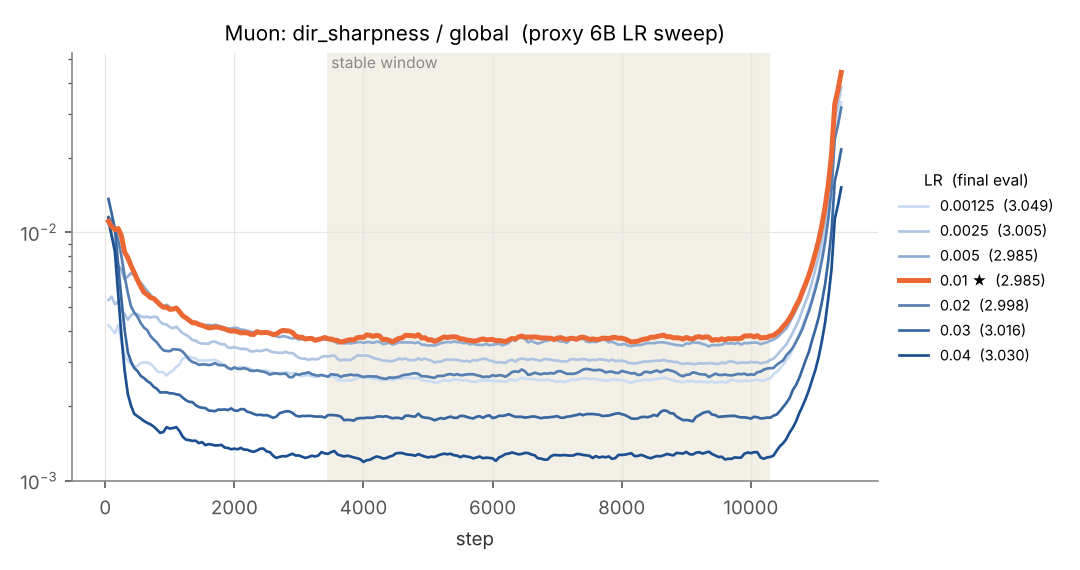 Muon: dir_sharpness / global (proxy 6B LR sweep)
stable window
10⁻²
10⁻³
0 2000 4000 6000 8000 10000
step
LR (final eval)
0.00125 (3.049)
0.0025 (3.005)
0.005 (2.985)
0.01 ★ (2.985)
0.02 (2.998)
0.03 (3.016)
0.04 (3.030)